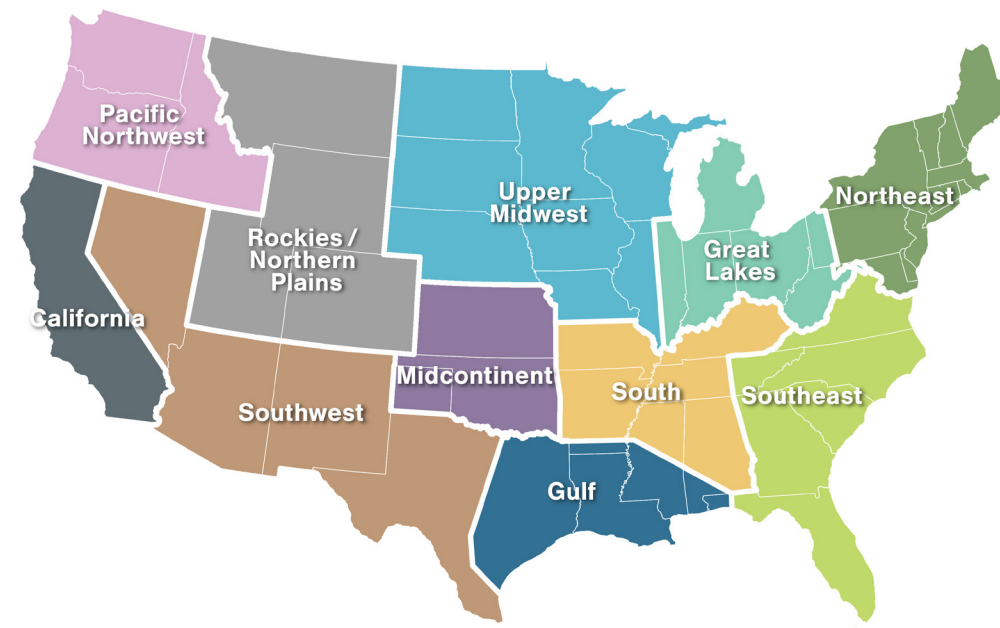 Pacific
Northwest
Rockies /
Northern
Plains
Upper
Midwest
Great
Lakes
Northeast
California
Southwest
Midcontinent
South
Southeast
Gulf